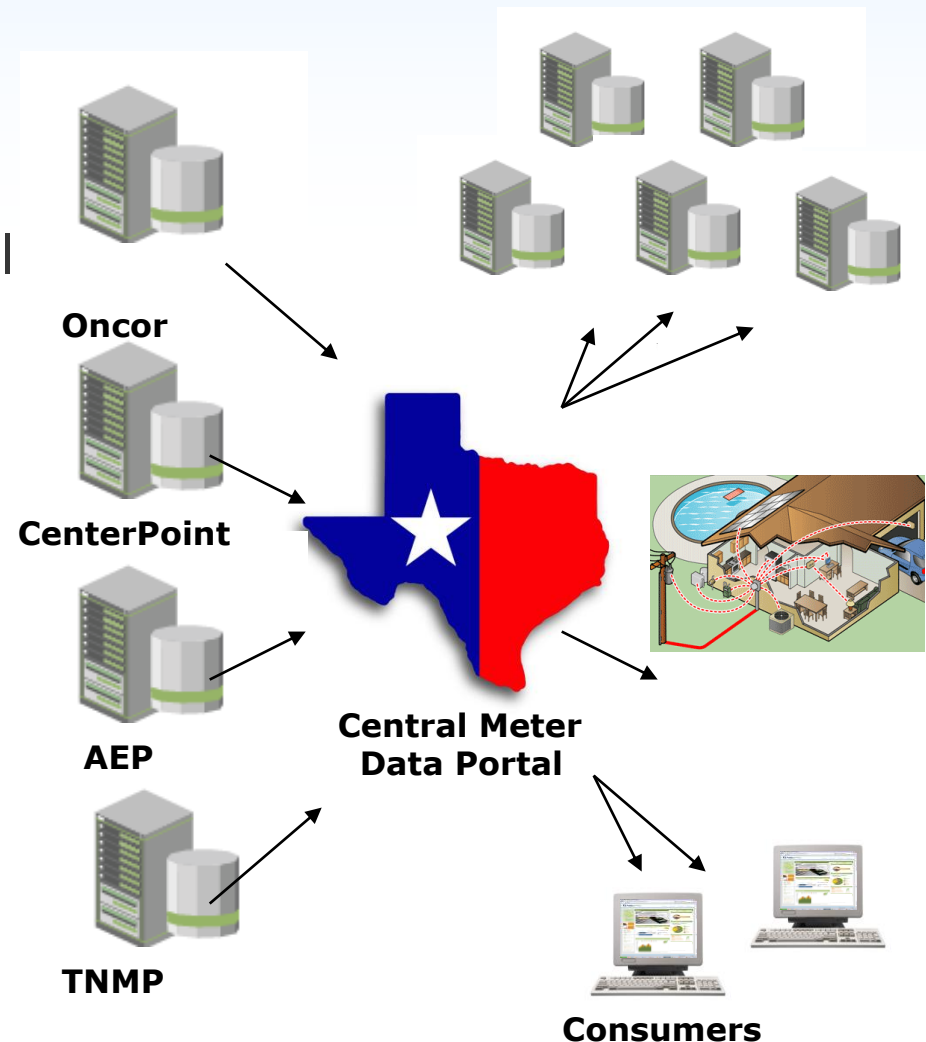 Oncor
CenterPoint
AEP
TNMP
Central Meter
Data Portal
Consumers